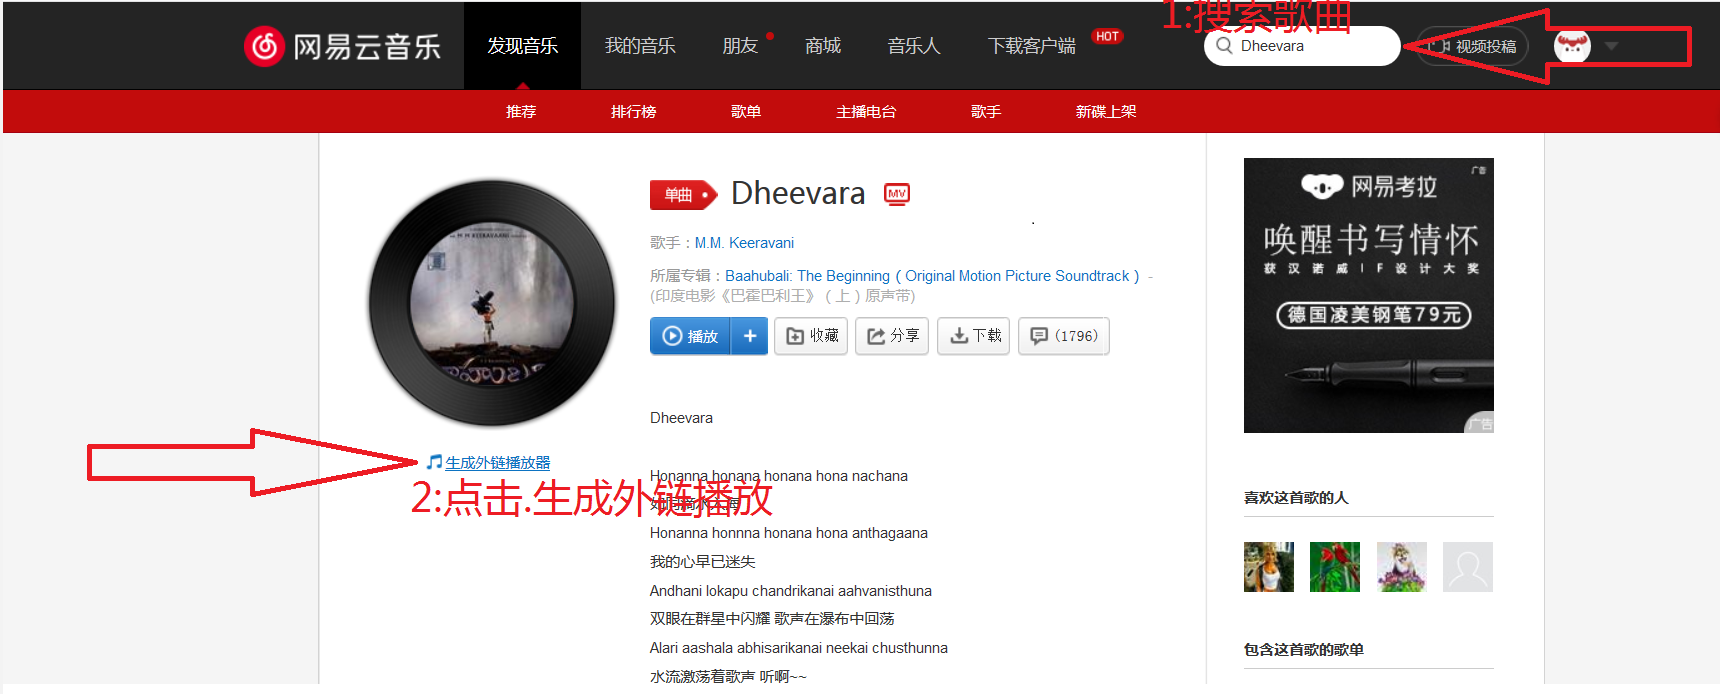 1:搜索歌曲
网易云音乐
发现音乐
我的音乐
朋友
商城
音乐人
下载客户端
HOT
Dheevara
视频投稿
推荐
排行榜
歌单
主播电台
歌手
新碟上架
单曲
Dheevara
MV
歌手：M.M. Keeravani
所属专辑：Baahubali: The Beginning（Original Motion Picture Soundtrack） -
(印度电影《巴霍巴利王》（上）原声带)
播放
+
收藏
分享
下载
(1796)
生成外链播放器
2:点击.生成外链播放
Dheevara
Honanna honana honana hona nachana
Honanna honnna honana hona anthagaana
我的心早已迷失
Andhani lokapu chandrikanai aahvanisthuna
双眼在群星中闪耀 歌声在瀑布中回荡
Alari aashala abhisarikanai neekai chusthunna
水流激荡着歌声 听啊~~
广告
网易考拉
唤醒书写情怀
获汉诺威IF设计大奖
德国凌美钢笔79元
广告
喜欢这首歌的人
包含这首歌的歌单